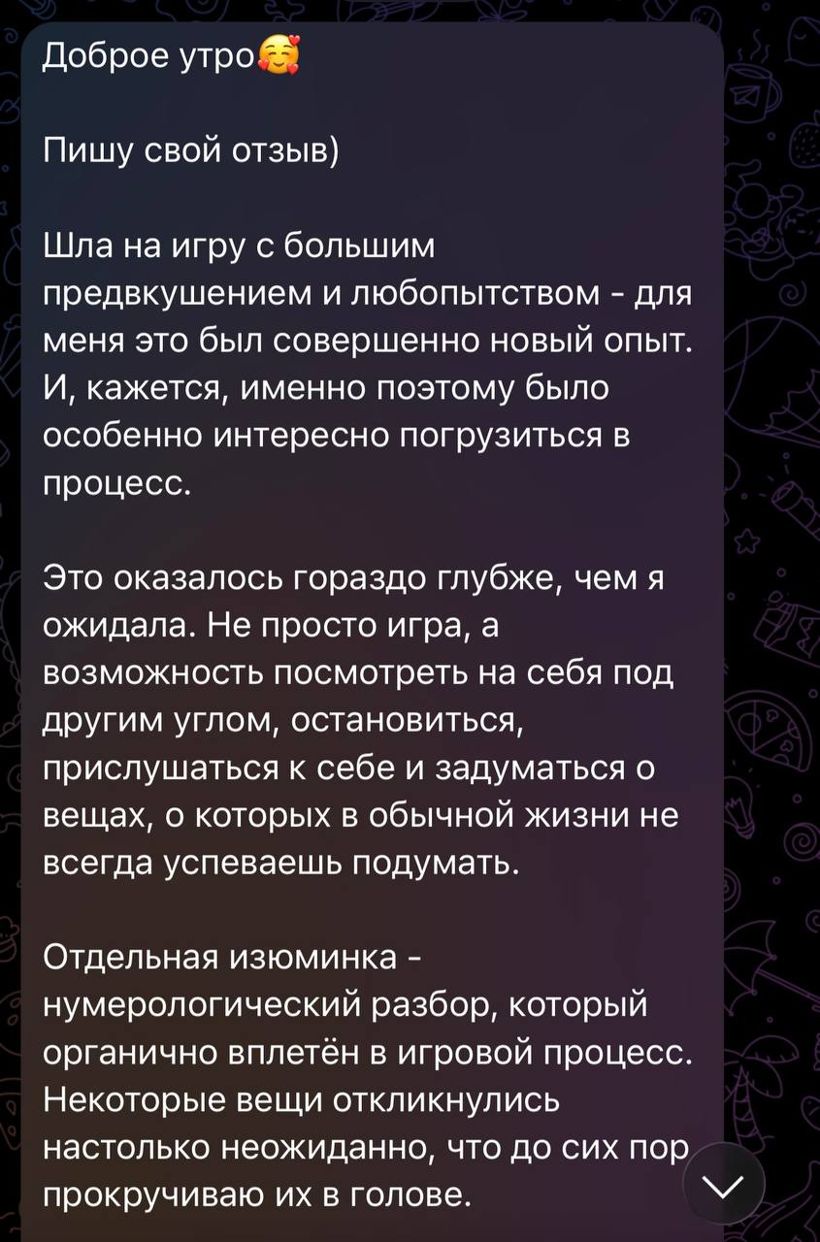 Доброе утро🥰
Пишу свой отзыв)
Шла на игру с большим
предвкушением и любопытством - для
меня это был совершенно новый опыт.
И, кажется, именно поэтому было
особенно интересно погрузиться в
процесс.
Это оказалось гораздо глубже, чем я
ожидала. Не просто игра, а
возможность посмотреть на себя под
другим углом, остановиться,
прислушаться к себе и задуматься о
вещах, о которых в обычной жизни не
всегда успеваешь подумать.
Отдельная изюминка -
нумерологический разбор, который
органично вплетён в игровой процесс.
Некоторые вещи откликнулись
настолько неожиданно, что до сих пор
прокручиваю их в голове.